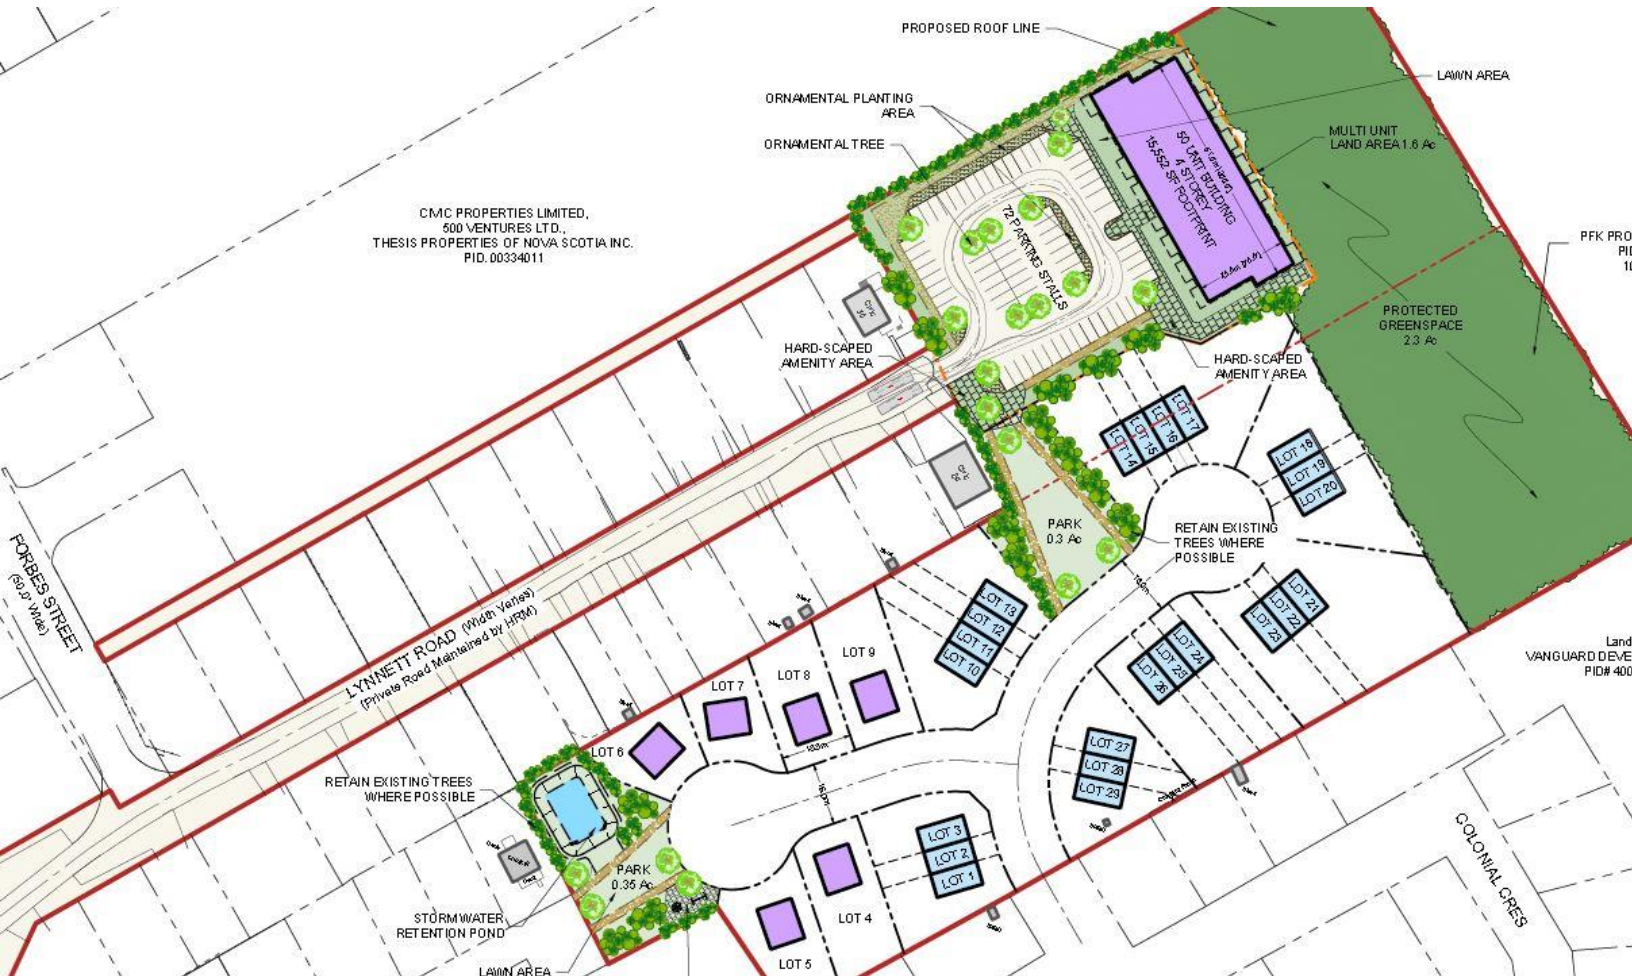 PROPOSED ROOF LINE
LAWN AREA
ORNAMENTAL PLANTING
AREA
ORNAMENTAL TREE
MULTI UNIT
LAND AREA 1.6 Ac
50 UNIT BUILDING
4 STOREY
15,552 SF FOOTPRINT
72 PARKING STALLS
CMC PROPERTIES LIMITED,
500 VENTURES LTD.,
THESIS PROPERTIES OF NOVA SCOTIA INC.
PID. 00334011
PFK PRO
PID
10
PROTECTED
GREENSPACE
2.3 Ac
HARD-SCAPED
AMENITY AREA
HARD-SCAPED
AMENITY AREA
LOT 14
LOT 15
LOT 16
LOT 17
LOT 18
LOT 19
LOT 20
PARK
0.3 Ac
RETAIN EXISTING
TREES WHERE
POSSIBLE
FORBES STREET
(50.0' Wide)
LYNNETT ROAD (Width Varies)
(Private Road Maintained by HRM)
LOT 13
LOT 12
LOT 11
LOT 10
LOT 21
LOT 22
LOT 23
LOT 24
LOT 25
LOT 26
Land
VANGUARD DEVE
PID# 400
LOT 9
LOT 8
LOT 7
LOT 6
LOT 27
LOT 28
LOT 29
RETAIN EXISTING TREES
WHERE POSSIBLE
LOT 3
LOT 2
LOT 1
PARK
0.35 Ac
COLONIAL CRES
STORMWATER
RETENTION POND
LOT 4
LOT 5
LAWN AREA